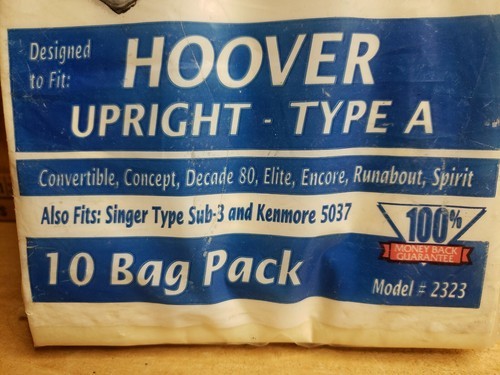 Designed
to Fit:
HOOVER
UPRIGHT - TYPE A
Convertible, Concept, Decade 80, Elite, Encore, Runabout, Spirit
Also Fits: Singer Type Sub-3 and Kenmore 5037
100%
MONEY BACK
GUARANTEE
10 Bag Pack
Model # 2323